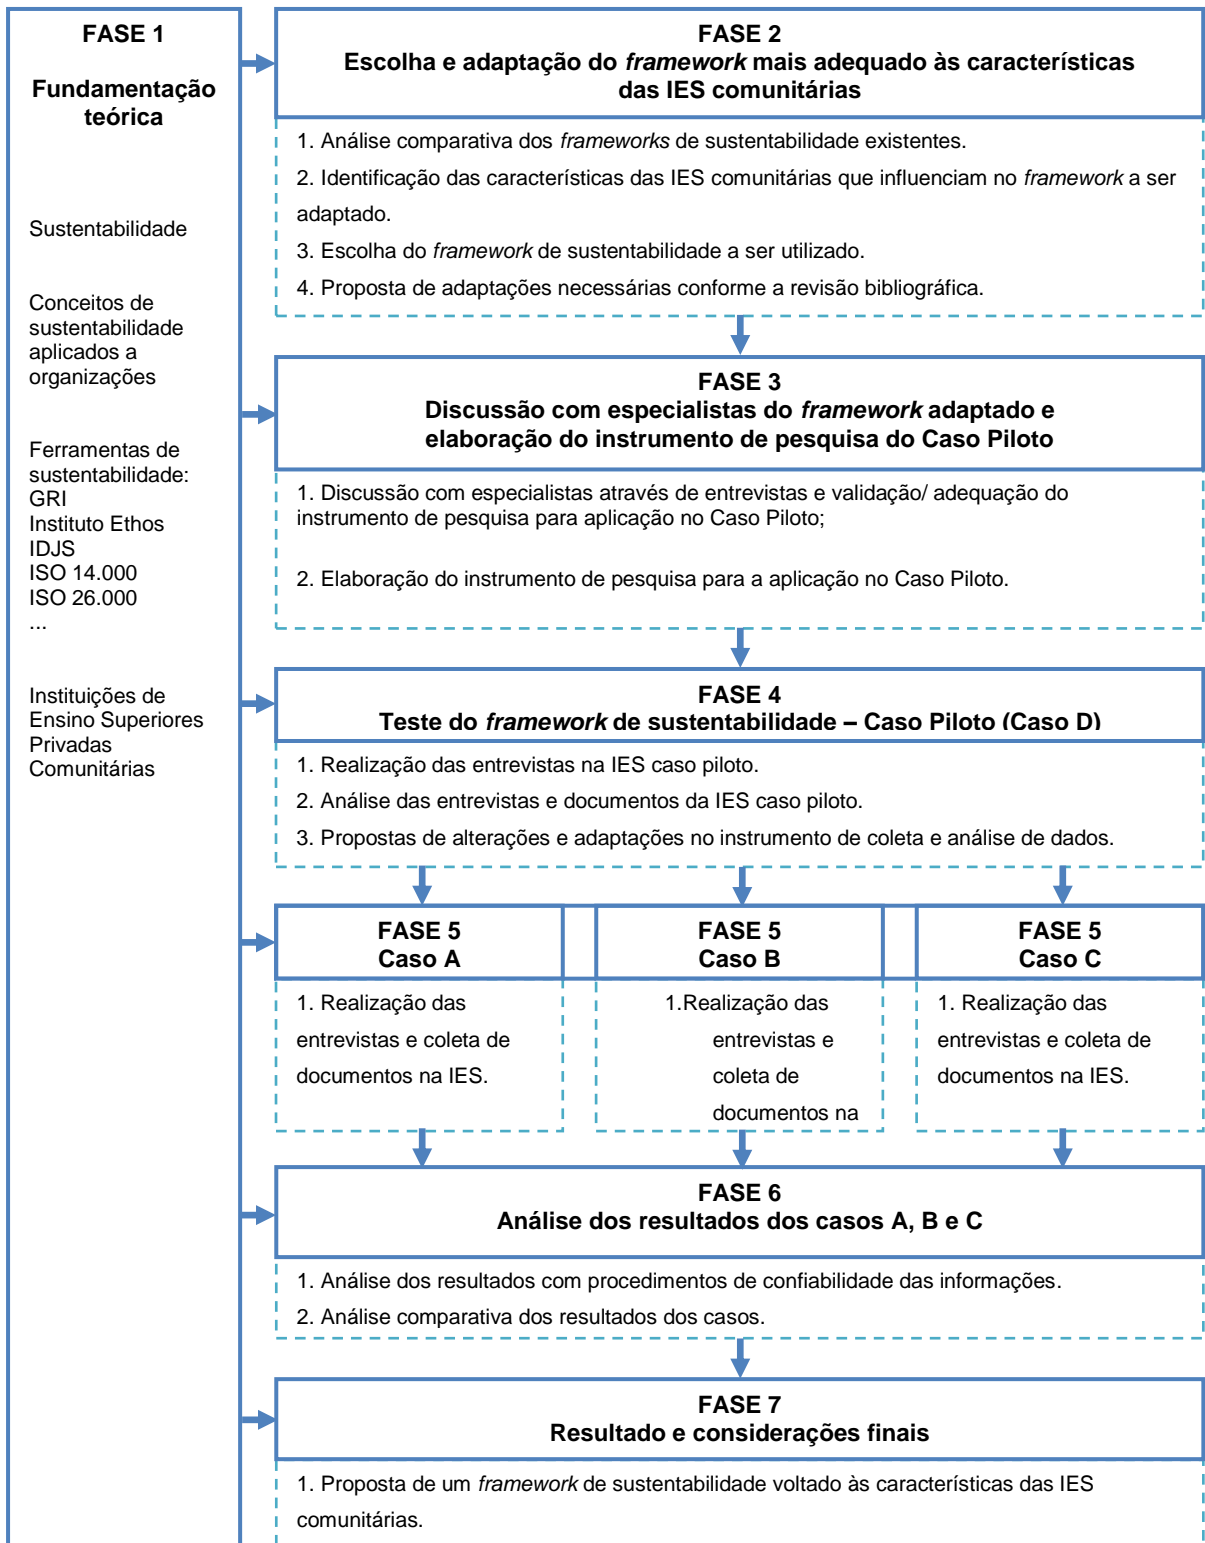 FASE 1
Fundamentação
teórica
Sustentabilidade
Conceitos de
sustentabilidade
aplicados a
organizações
Ferramentas de
sustentabilidade:
GRI
Instituto Ethos
IDJS
ISO 14.000
ISO 26.000
...
Instituições de
Ensino Superiores
Privadas
Comunitárias
FASE 2
Escolha e adaptação do framework mais adequado às características
das IES comunitárias
1. Análise comparativa dos frameworks de sustentabilidade existentes.
2. Identificação das características das IES comunitárias que influenciam no framework a ser
adaptado.
3. Escolha do framework de sustentabilidade a ser utilizado.
4. Proposta de adaptações necessárias conforme a revisão bibliográfica.
FASE 3
Discussão com especialistas do framework adaptado e
elaboração do instrumento de pesquisa do Caso Piloto
1. Discussão com especialistas através de entrevistas e validação/ adequação do
instrumento de pesquisa para aplicação no Caso Piloto;
2. Elaboração do instrumento de pesquisa para a aplicação no Caso Piloto.
FASE 4
Teste do framework de sustentabilidade – Caso Piloto (Caso D)
1. Realização das entrevistas na IES caso piloto.
2. Análise das entrevistas e documentos da IES caso piloto.
3. Propostas de alterações e adaptações no instrumento de coleta e análise de dados.
FASE 5
Caso A
1. Realização das
entrevistas e coleta de
documentos na IES.
FASE 5
Caso B
1.Realização das
entrevistas e
coleta de
documentos na
FASE 5
Caso C
1. Realização das
entrevistas e coleta de
documentos na IES.
FASE 6
Análise dos resultados dos casos A, B e C
1. Análise dos resultados com procedimentos de confiabilidade das informações.
2. Análise comparativa dos resultados dos casos.
FASE 7
Resultado e considerações finais
1. Proposta de um framework de sustentabilidade voltado às características das IES
comunitárias.